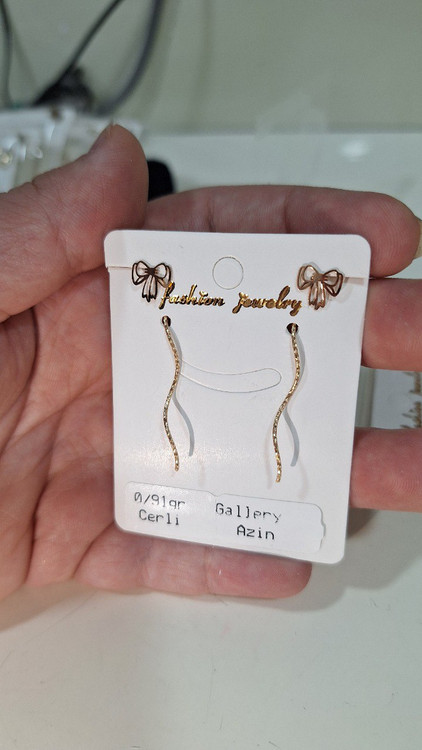 fashion jewelry
0/91gr
Cerli
Gallery
Azin